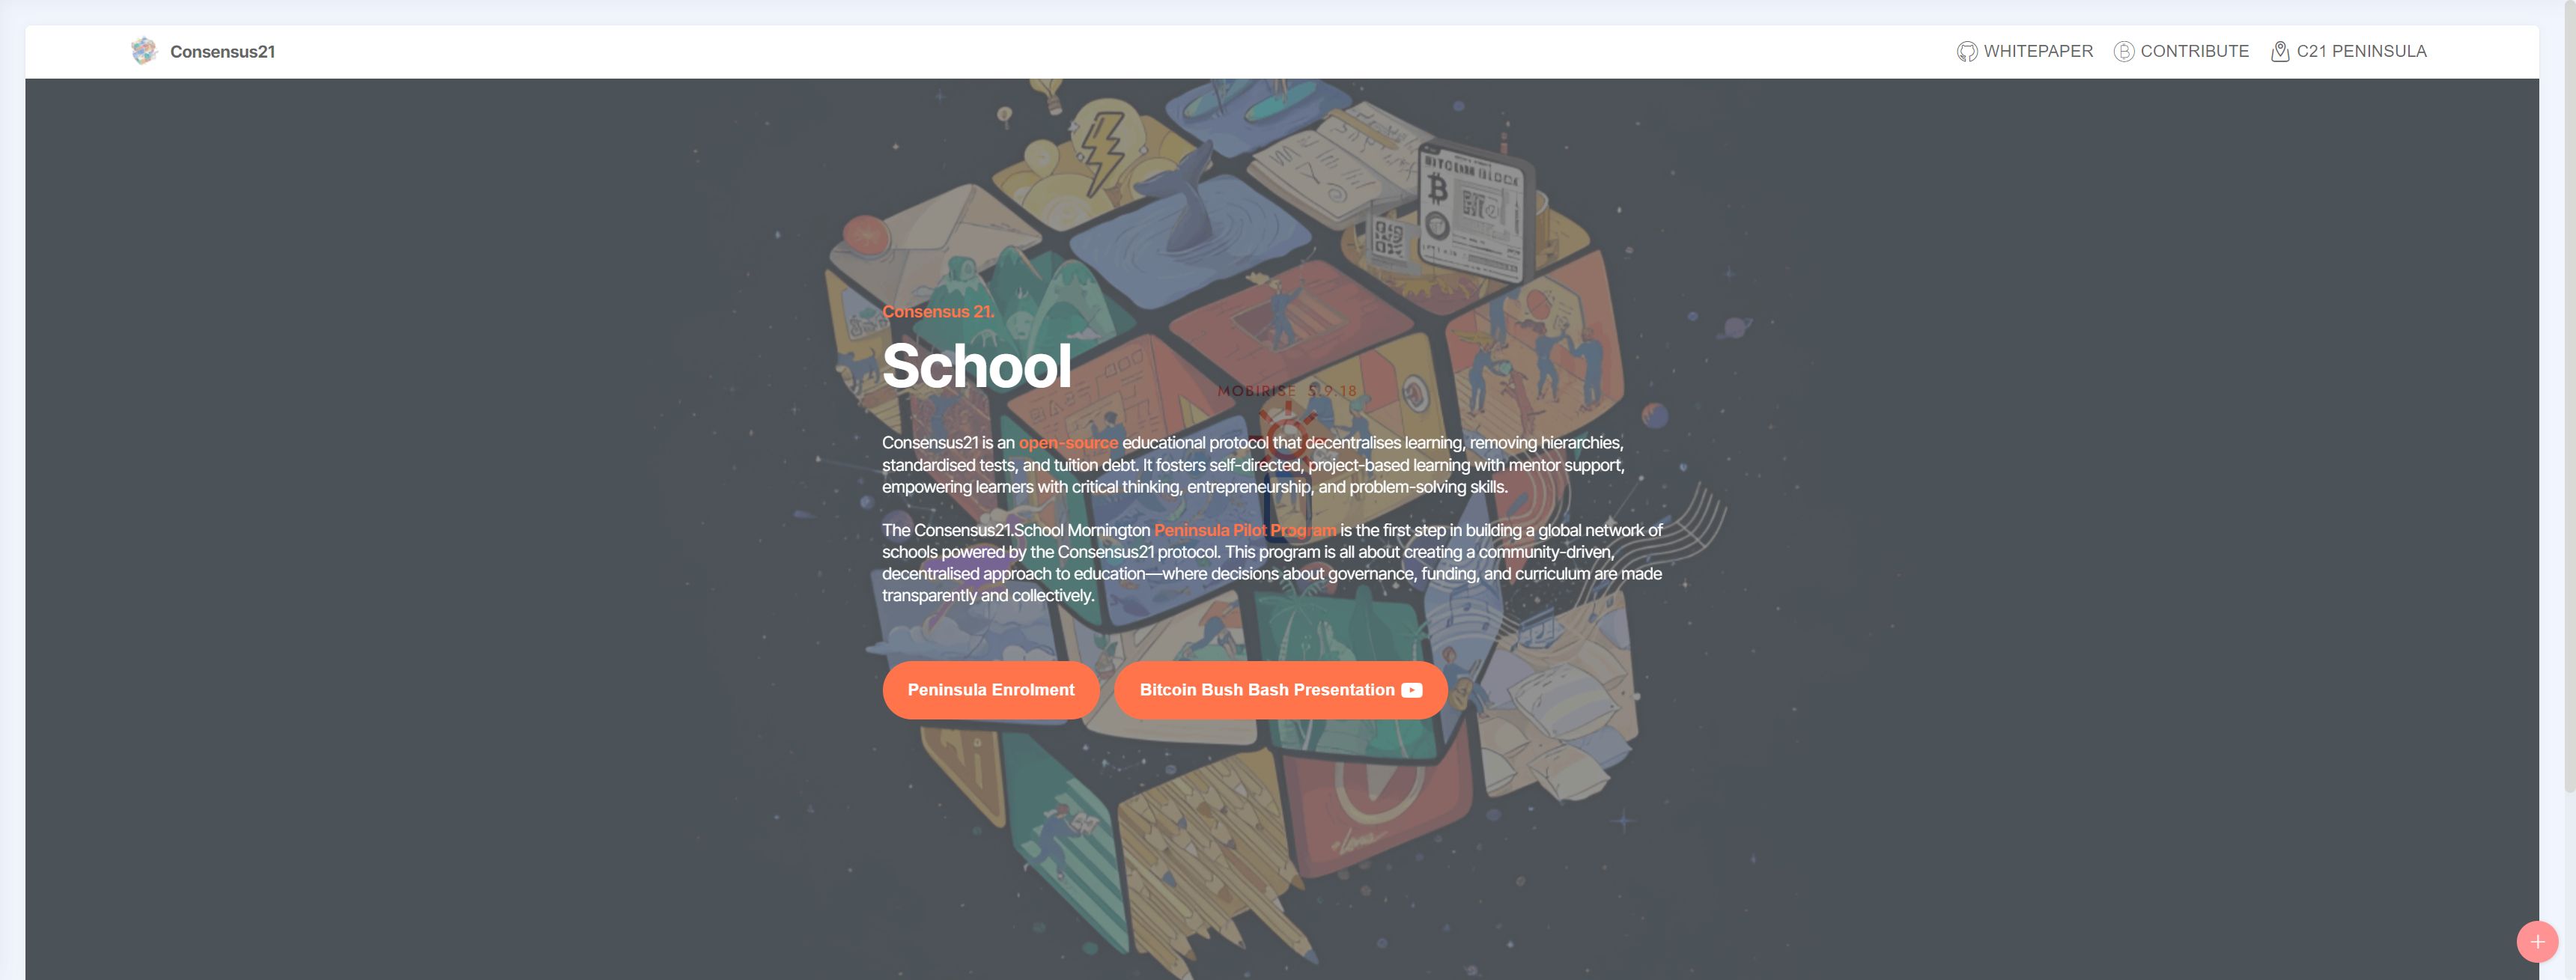 Consensus21
WHITEPAPER
CONTRIBUTE
C21 PENINSULA
BITCOIN BLOCK
Consensus 21.
School
MOBIRISE 5.9.18
Consensus21 is an open-source educational protocol that decentralises learning, removing hierarchies,
standardised tests, and tuition debt. It fosters self-directed, project-based learning with mentor support,
empowering learners with critical thinking, entrepreneurship, and problem-solving skills.
The Consensus21.School Mornington Peninsula Pilot Program is the first step in building a global network of
schools powered by the Consensus21 protocol. This program is all about creating a community-driven,
decentralised approach to education—where decisions about governance, funding, and curriculum are made
transparently and collectively.
Peninsula Enrolment
Bitcoin Bush Bash Presentation